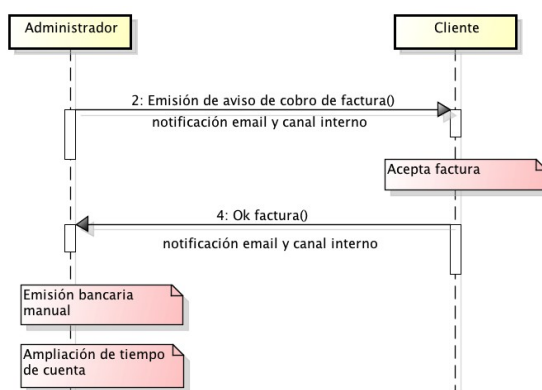 Administrador
Cliente
2: Emisión de aviso de cobro de factura()
notificación email y canal interno
Acepta factura
4: Ok factura()
notificación email y canal interno
Emisión bancaria
manual
Ampliación de tiempo
de cuenta